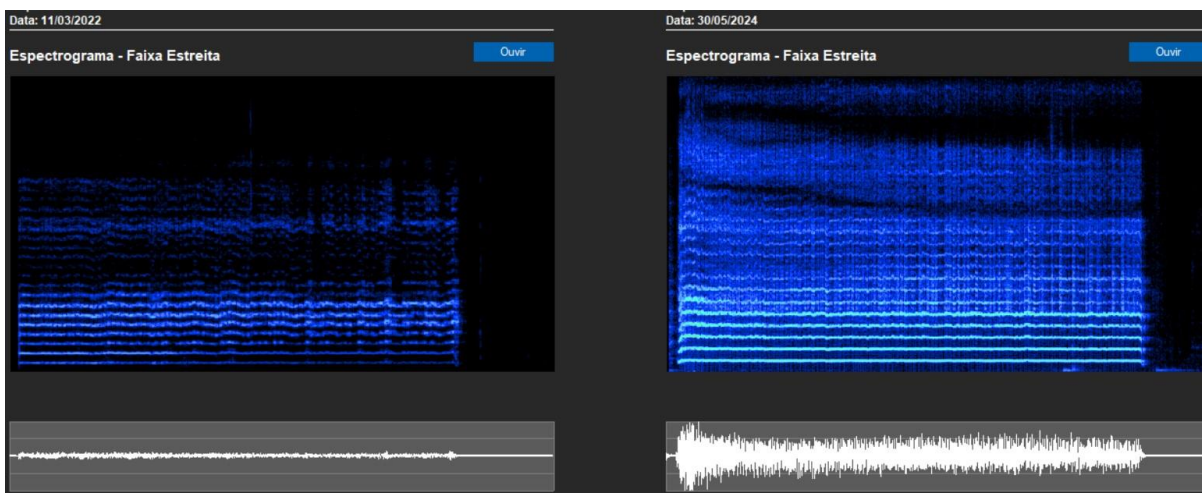 Data: 11/03/2022
Espectrograma - Faixa Estreita
Ouvir
Data: 30/05/2024
Espectrograma - Faixa Estreita
Ouvir